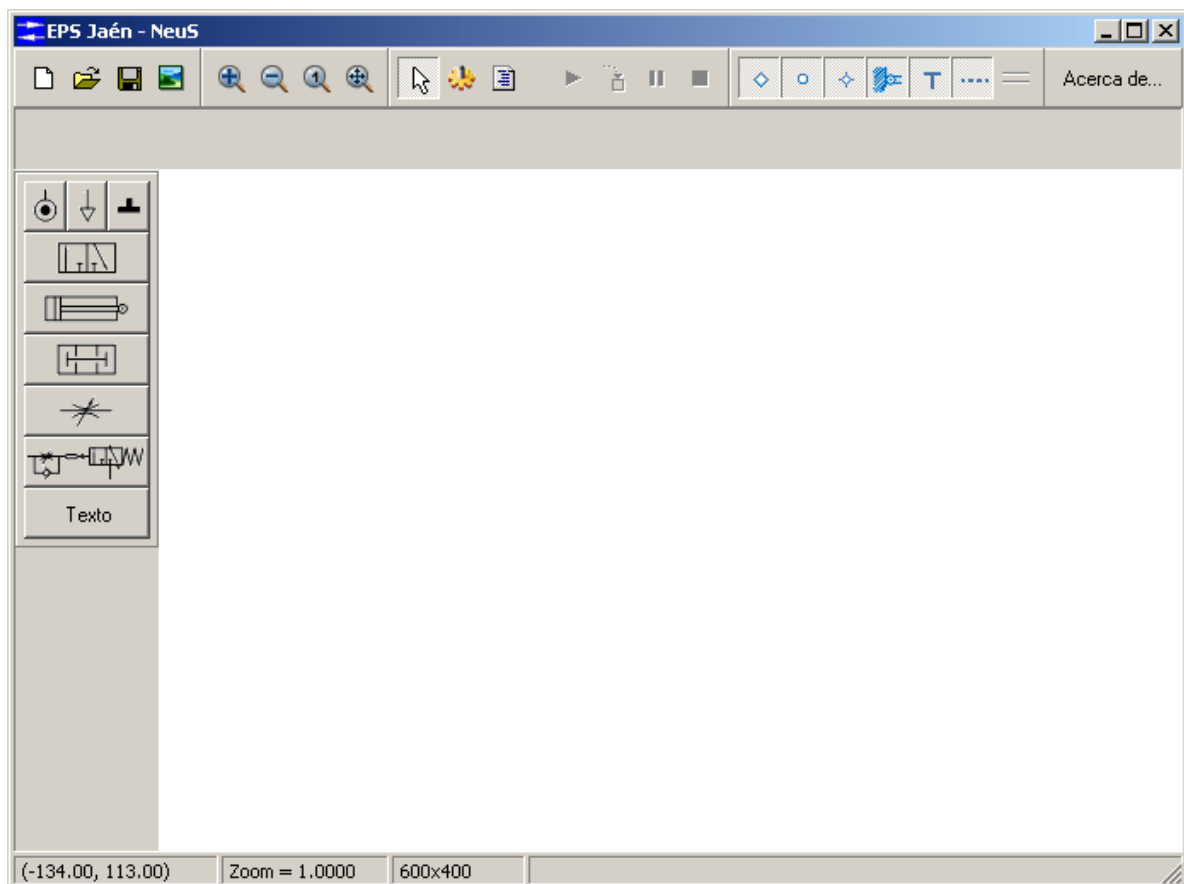 EPS Jaén - NeuS
Acerca de...
Texto
(-134.00, 113.00) Zoom = 1.0000 600x400